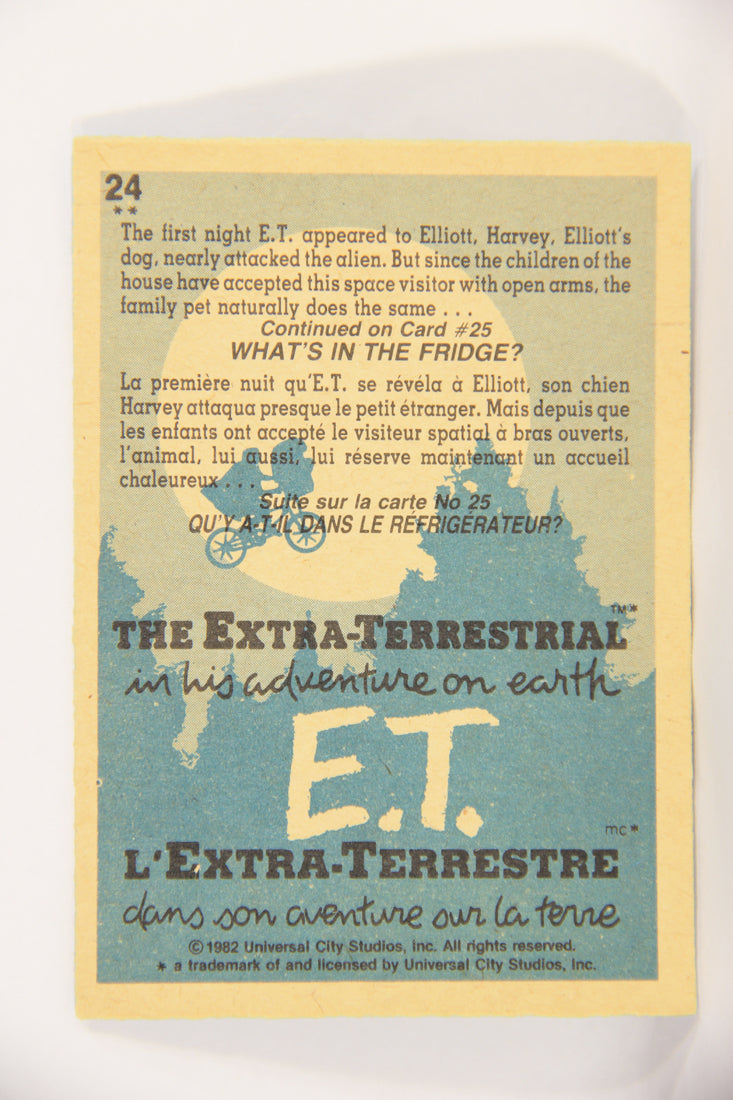 24
**
The first night E.T. appeared to Elliott, Harvey, Elliott's
dog, nearly attacked the alien. But since the children of the
house have accepted this space visitor with open arms, the
family pet naturally does the same . . .
Continued on Card #25
WHAT'S IN THE FRIDGE?
La première nuit qu'E.T. se révéla à Elliott, son chien
Harvey attaqua presque le petit étranger. Mais depuis que
les enfants ont accepté le visiteur spatial à bras ouverts,
l'animal, lui aussi, lui réserve maintenant un accueil
chaleureux . . .
Suite sur la carte No 25
QU'Y A-T-IL DANS LE RÉFRIGÉRATEUR?
THE EXTRA-TERRESTRIAL™*
in his adventure on earth
E.T.
mc*
L'EXTRA-TERRESTRE
dans son aventure sur la terre
©1982 Universal City Studios, Inc. All rights reserved.
* a trademark of and licensed by Universal City Studios, Inc.